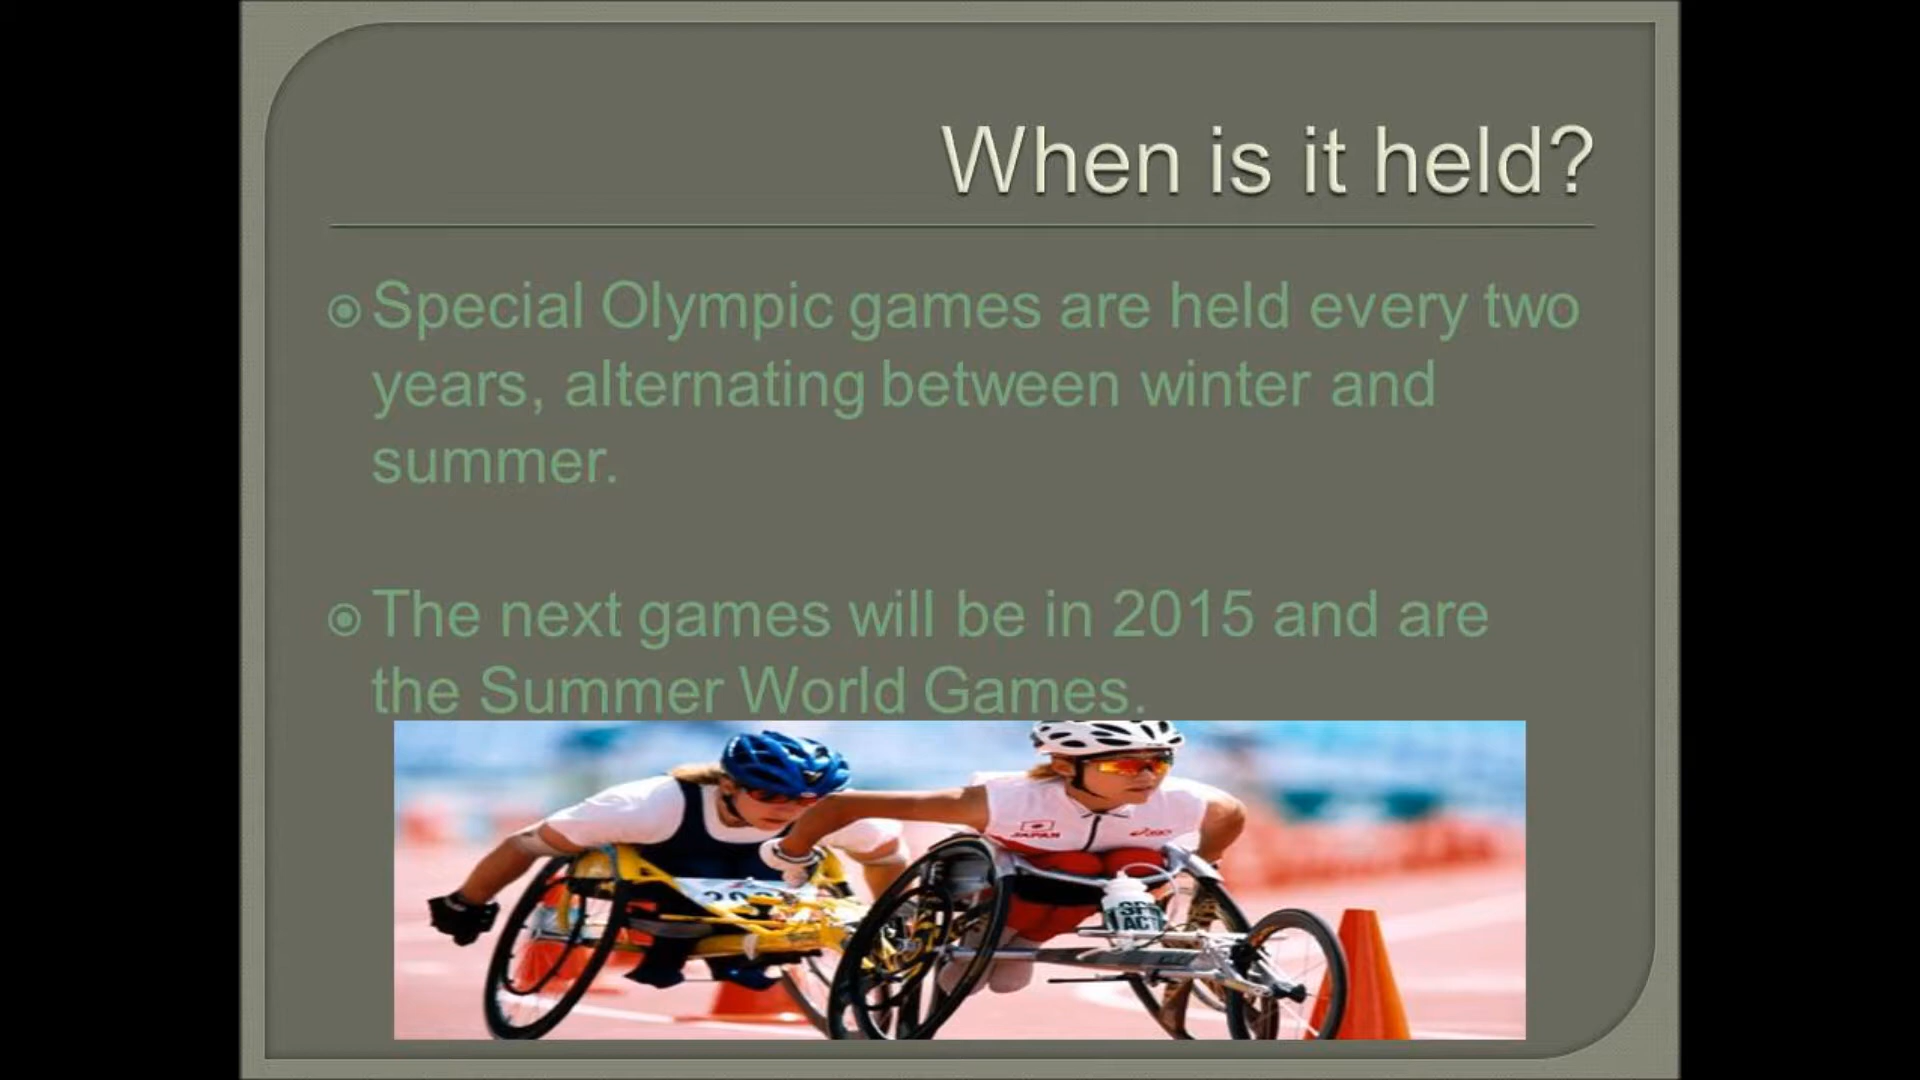 When is it held?
Special Olympic games are held every two
years, alternating between winter and
summer.
The next games will be in 2015 and are
the Summer World Games.
JAPAN